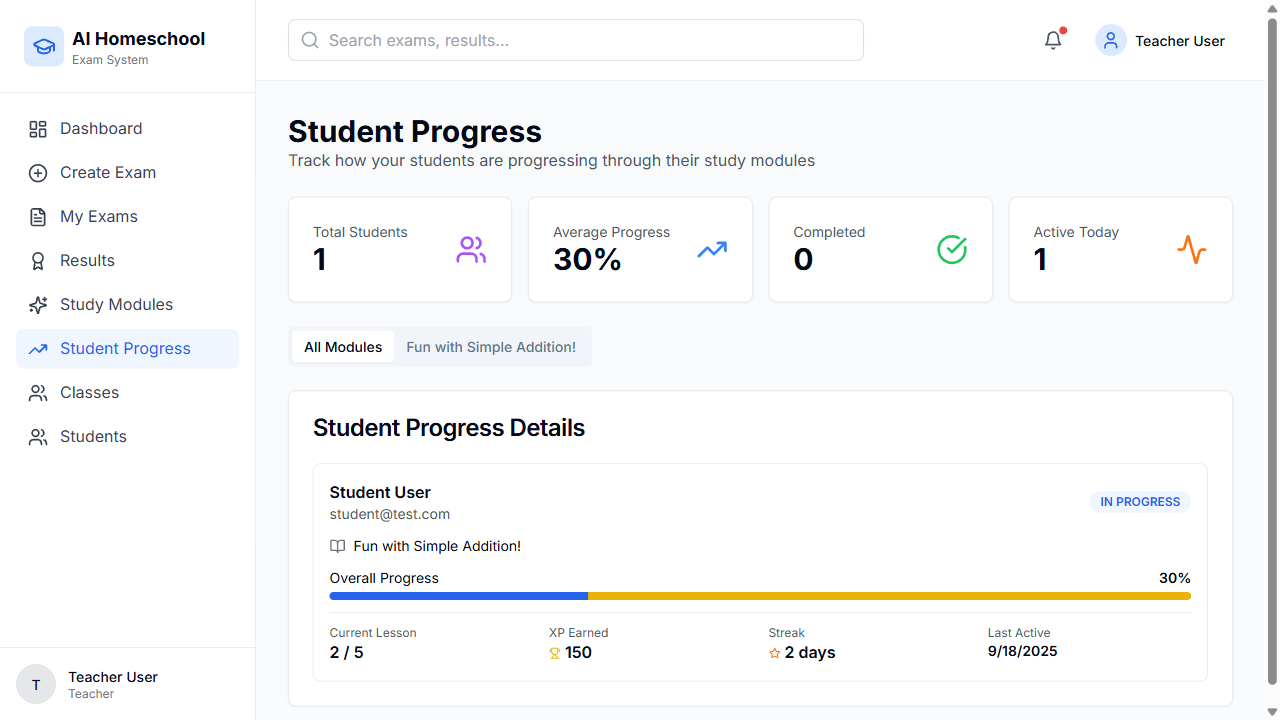 AI Homeschool
Exam System
Search exams, results...
Teacher User
Dashboard
Create Exam
My Exams
Results
Study Modules
Student Progress
Classes
Students
T
Teacher User
Teacher
Student Progress
Track how your students are progressing through their study modules
Total Students
1
Average Progress
30%
Completed
0
Active Today
1
All Modules
Fun with Simple Addition!
Student Progress Details
Student User
student@test.com
IN PROGRESS
Fun with Simple Addition!
Overall Progress
30%
Current Lesson
2 / 5
XP Earned
150
Streak
2 days
Last Active
9/18/2025